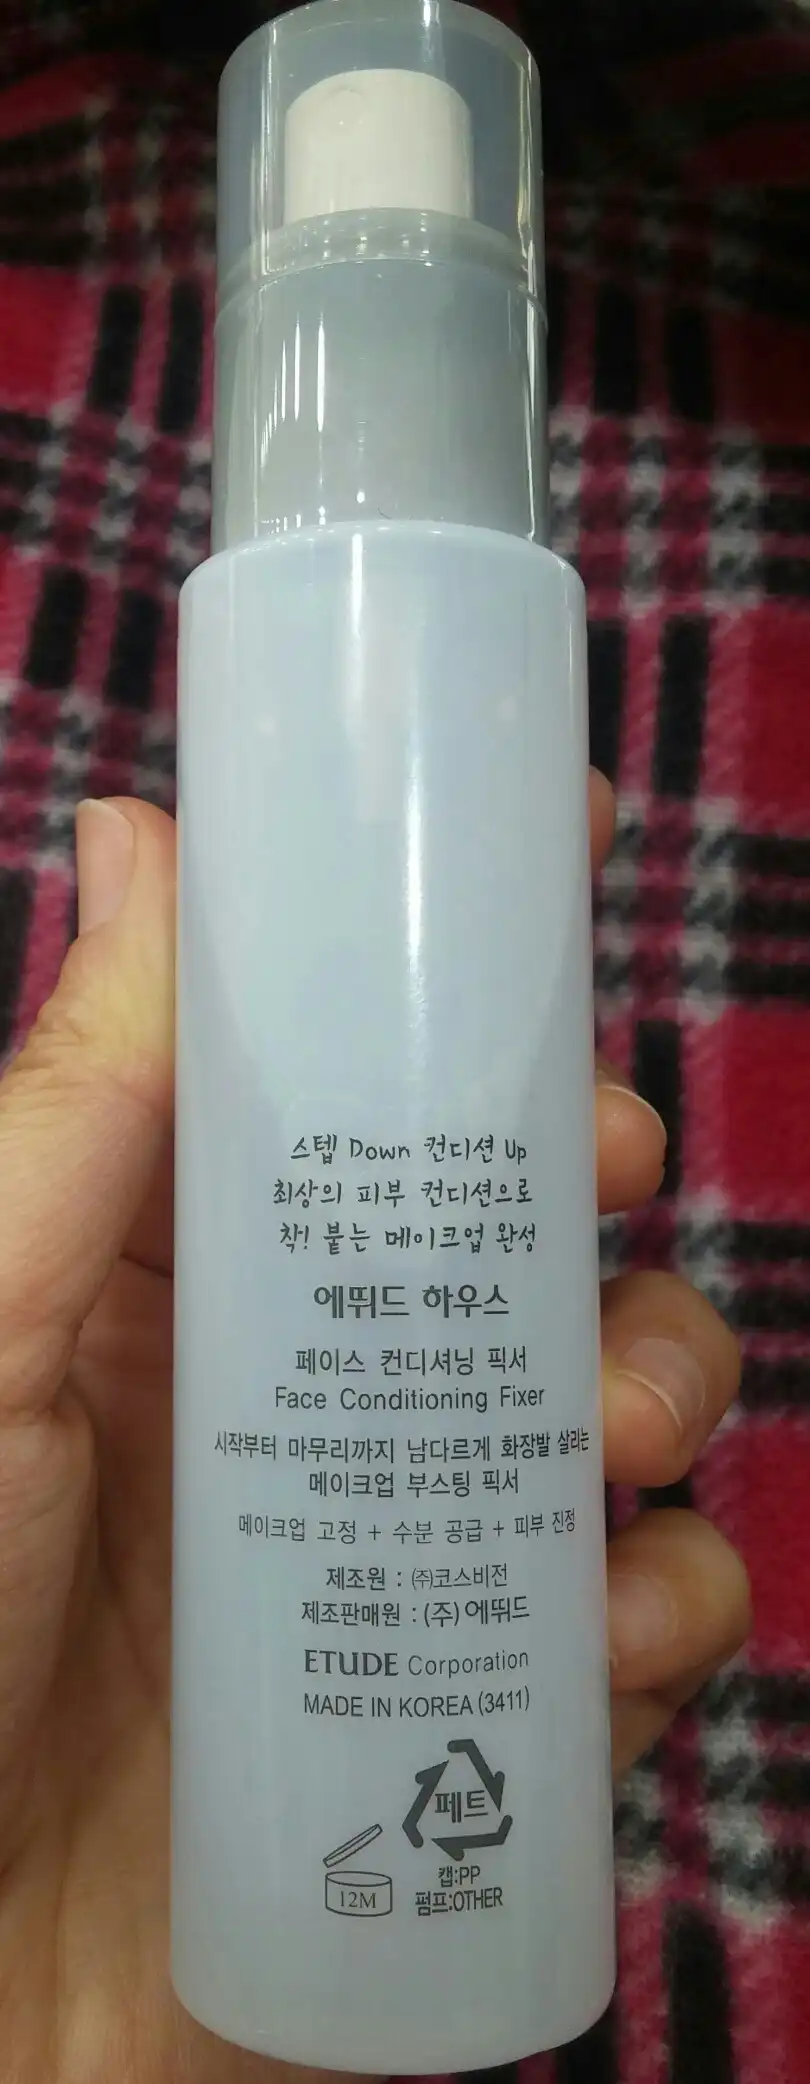 스텝 Down 컨디션 Up
최상의 피부 컨디션으로
착! 붙는 메이크업 완성
에뛰드 하우스
페이스 컨디셔닝 픽서
Face Conditioning Fixer
시작부터 마무리까지 남다르게 화장발 살리는
메이크업 부스팅 픽서
메이크업 고정 + 수분 공급 + 피부 진정
제조원 : ㈜코스비전
제조판매원 : (주)에뛰드
ETUDE Corporation
MADE IN KOREA (3411)
페트
캡:PP
펌프:OTHER
12M